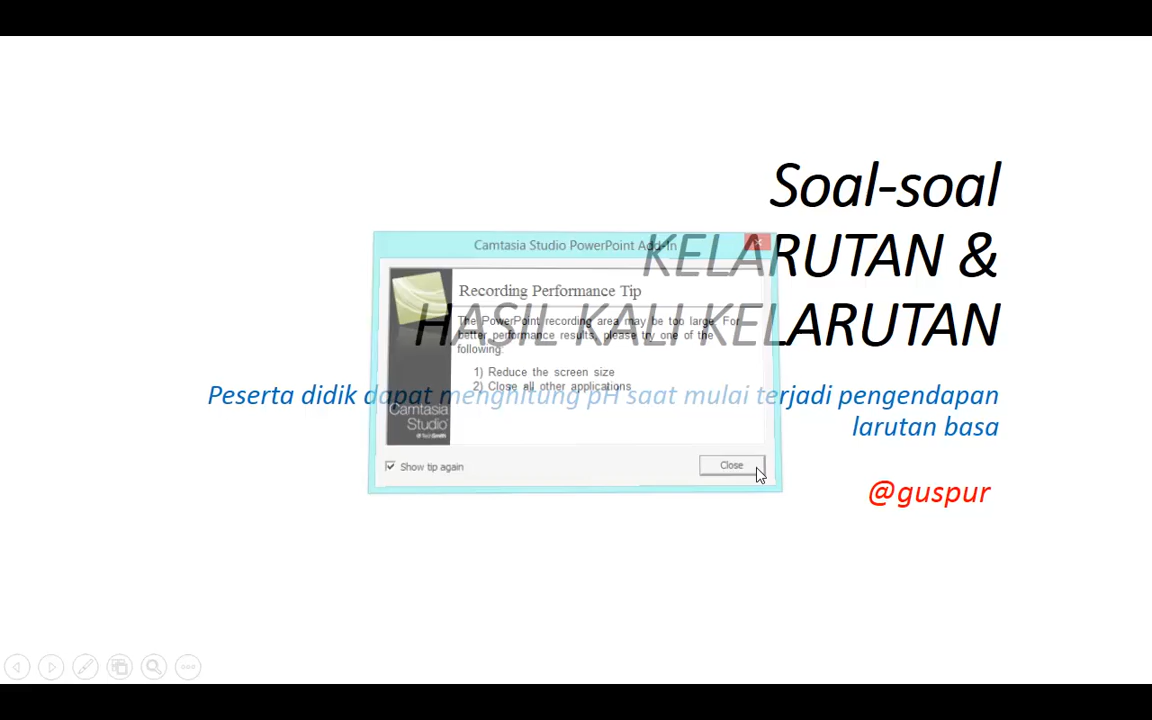 Soal-soal
KELARUTAN &
HASIL KALI KELARUTAN
Peserta didik dapat menghitung pH saat mulai terjadi pengendapan
larutan basa
@guspur
Camtasia Studio PowerPoint Add-In
Recording Performance Tip
The PowerPoint recording area may be too large. For
better performance results, please try one of the
following:
1) Reduce the screen size
2) Close all other applications
Camtasia
Studio
Show tip again
Close